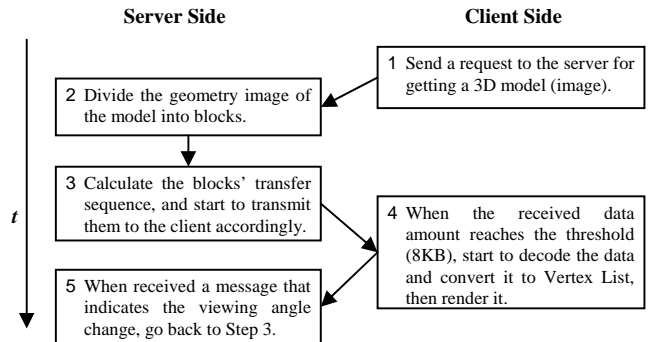 Server Side
Client Side
1 Send a request to the server for
getting a 3D model (image).
2 Divide the geometry image of
the model into blocks.
3 Calculate the blocks' transfer
sequence, and start to transmit
them to the client accordingly.
t
4 When the received data
amount reaches the threshold
(8KB), start to decode the data
and convert it to Vertex List,
then render it.
5 When received a message that
indicates the viewing angle
change, go back to Step 3.